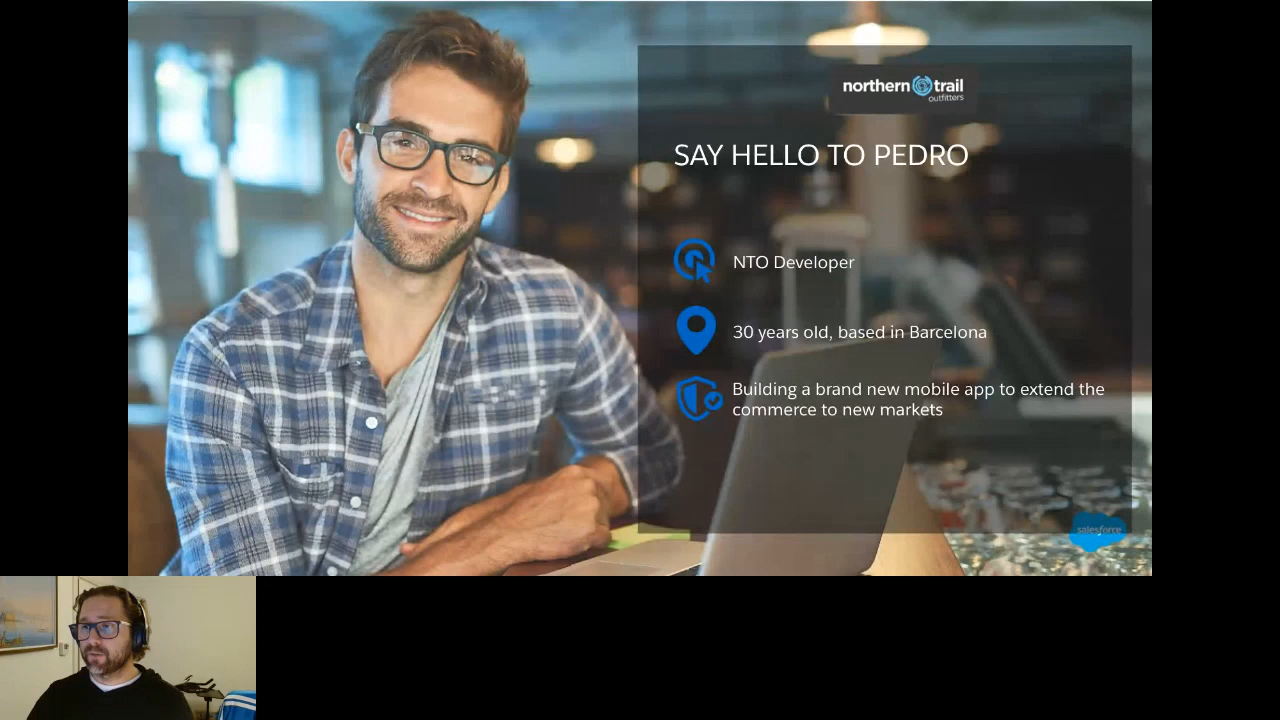 northern trail
outfitters
SAY HELLO TO PEDRO
NTO Developer
30 years old, based in Barcelona
Building a brand new mobile app to extend the
commerce to new markets
salesforce